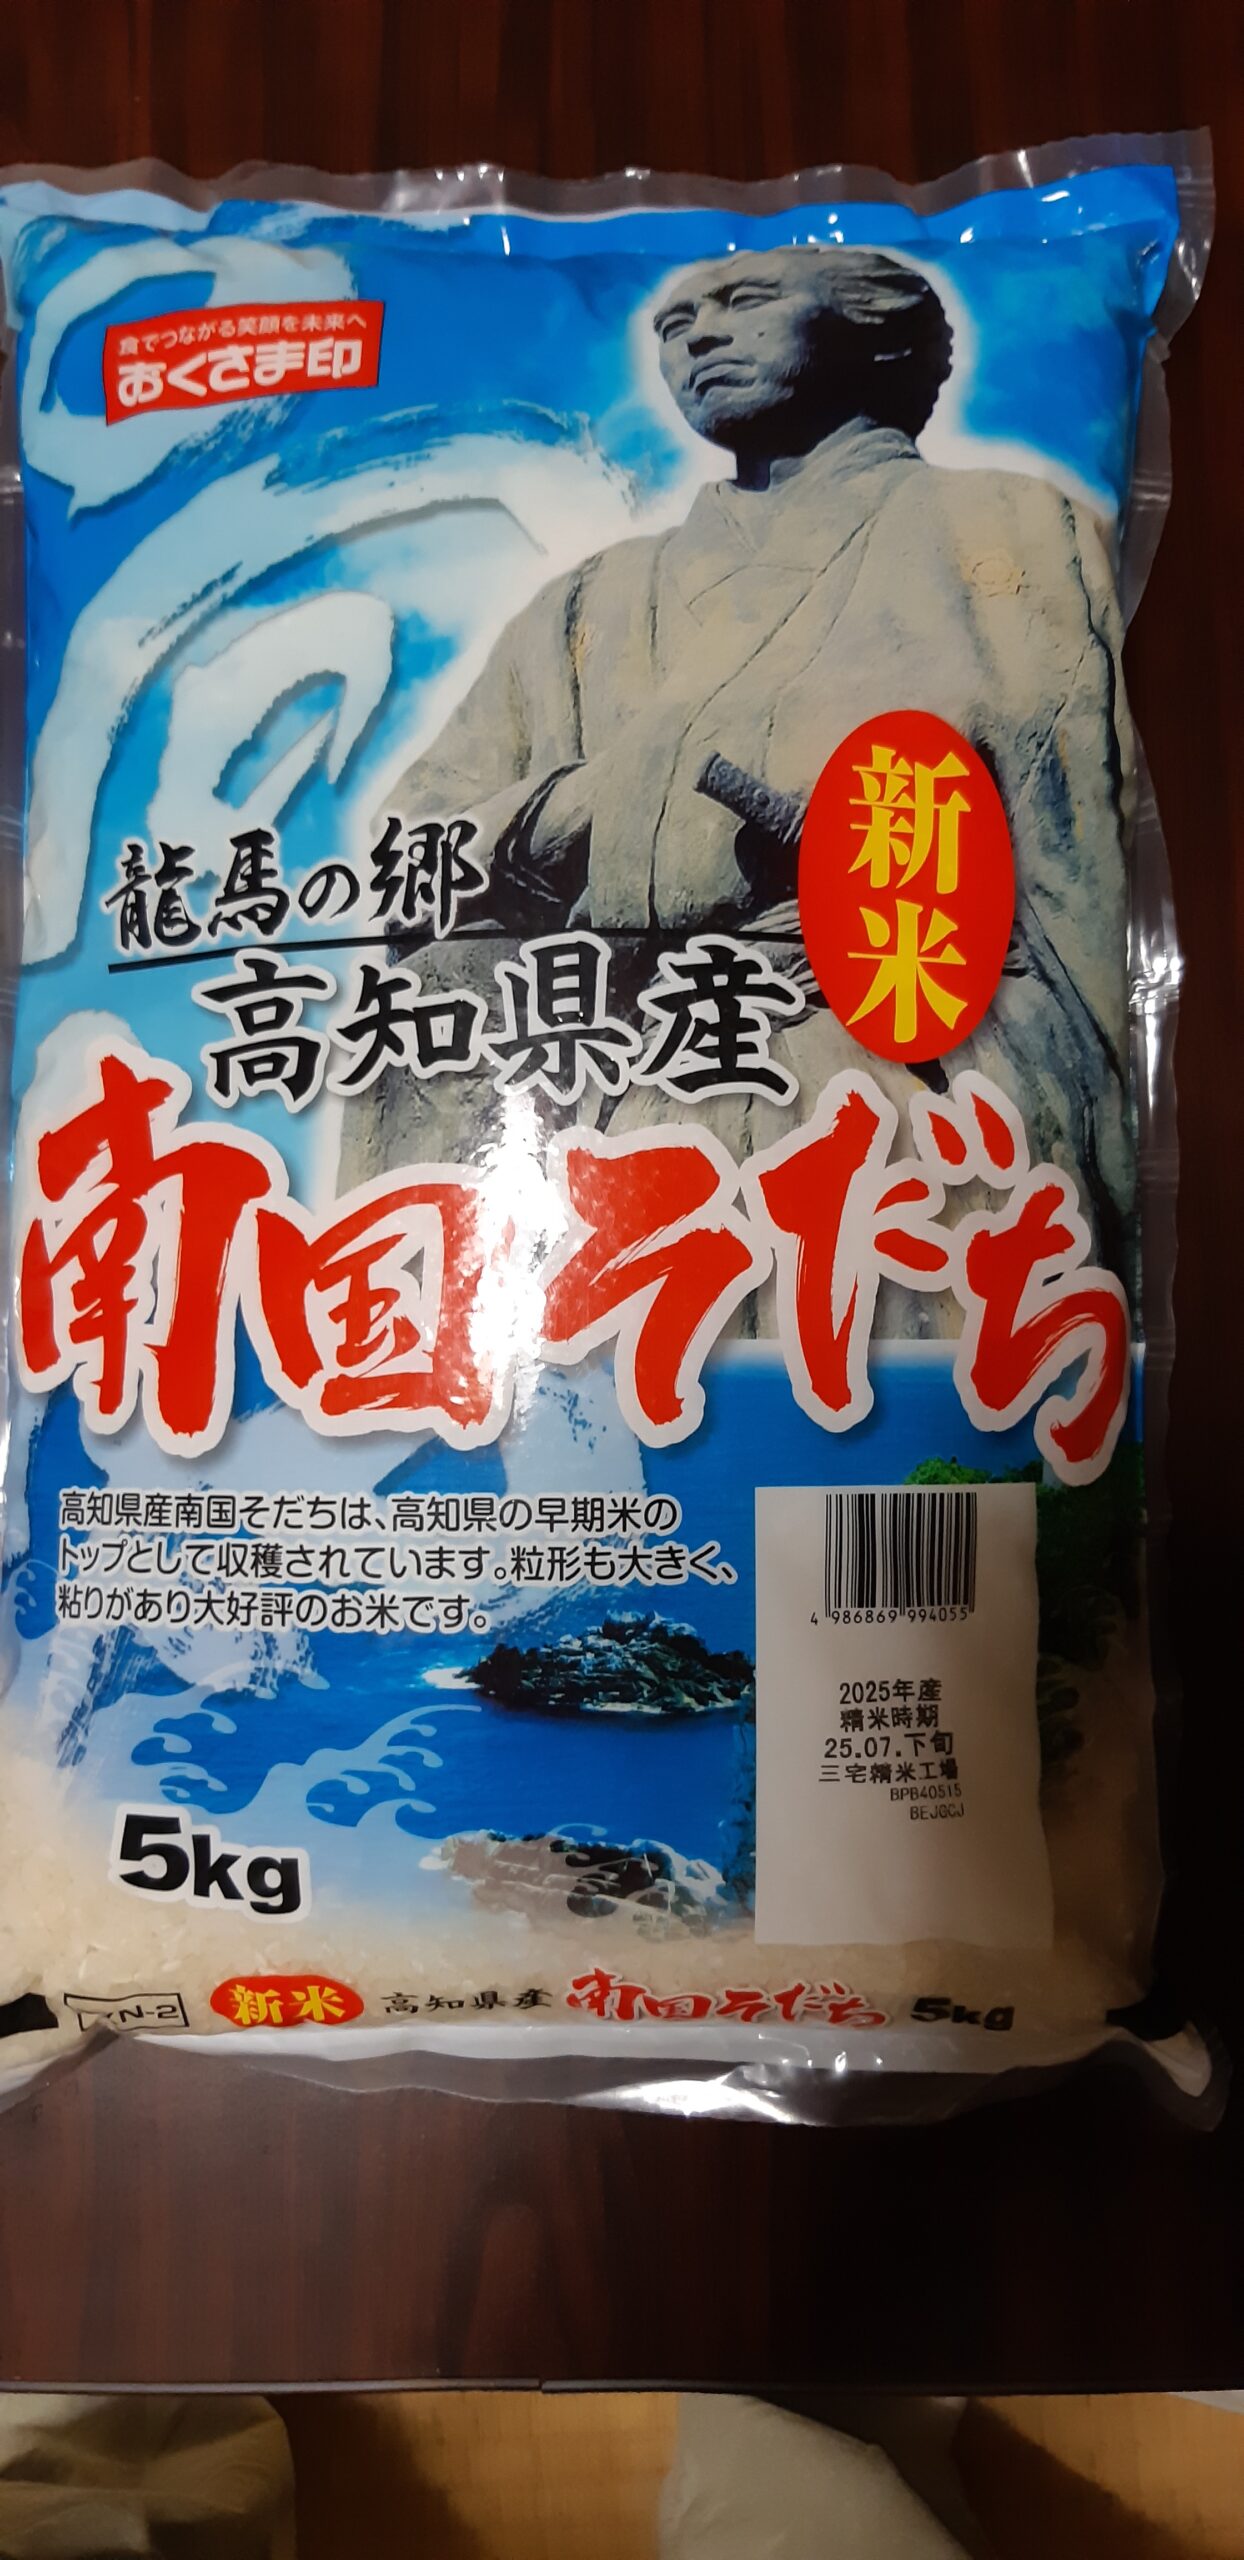 食でつながる笑顔を未来へ
おくさま印
龍馬の郷
新米
高知県産
南国そだち
高知県産南国そだちは、高知県の早期米の
トップとして収穫されています。粒形も大きく、
粘りがあり大好評のお米です。
4 986869 994055
2025年産
精米時期
25.07.下旬
三宅精米工場
BPB40515
BEJGCJ
5kg
N-2 新米 高知県産 南国そだち 5kg